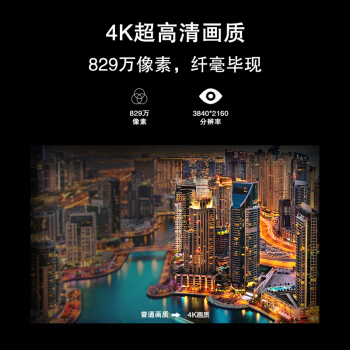 4K超高清画质
829万像素，纤毫毕现
829万
像素
3840*2160
分辨率
普通画质 → 4K画质